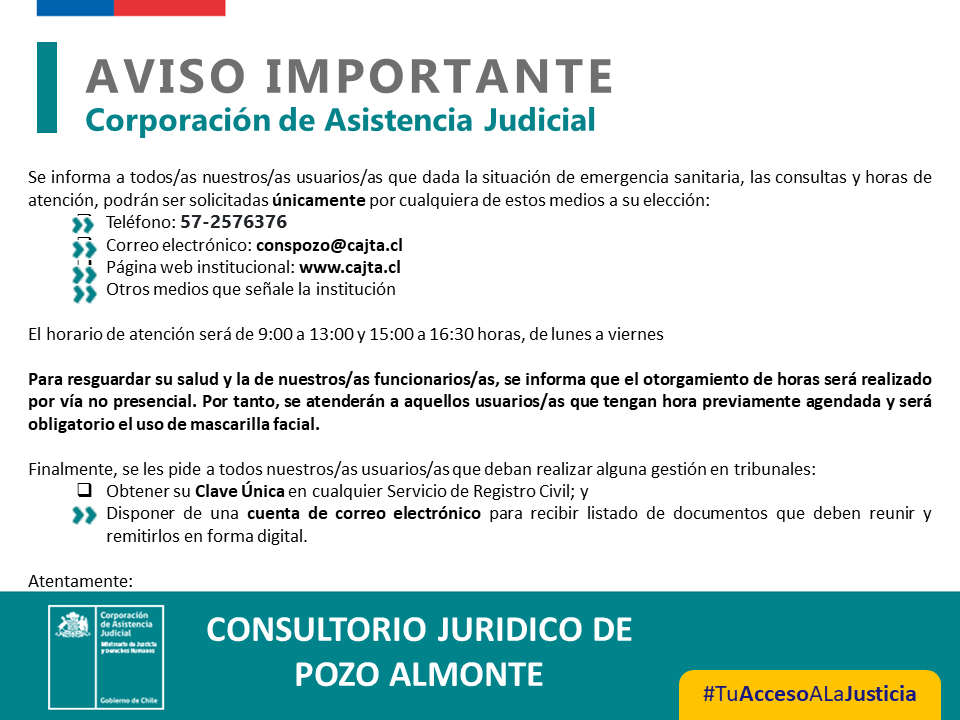 AVISO IMPORTANTE
Corporación de Asistencia Judicial
Se informa a todos/as nuestros/as usuarios/as que dada la situación de emergencia sanitaria, las consultas y horas de
atención, podrán ser solicitadas únicamente por cualquiera de estos medios a su elección:
Teléfono: 57-2576376
Correo electrónico: conspozo@cajta.cl
Página web institucional: www.cajta.cl
Otros medios que señale la institución
El horario de atención será de 9:00 a 13:00 y 15:00 a 16:30 horas, de lunes a viernes
Para resguardar su salud y la de nuestros/as funcionarios/as, se informa que el otorgamiento de horas será realizado
por vía no presencial. Por tanto, se atenderán a aquellos usuarios/as que tengan hora previamente agendada y será
obligatorio el uso de mascarilla facial.
Finalmente, se les pide a todos nuestros/as usuarios/as que deban realizar alguna gestión en tribunales:
Obtener su Clave Única en cualquier Servicio de Registro Civil; y
Disponer de una cuenta de correo electrónico para recibir listado de documentos que deben reunir y
remitirlos en forma digital.
Atentamente:
Corporación
de Asistencia
Judicial
Ministerio de Justicia
y Derechos Humanos
Gobierno de Chile
CONSULTORIO JURIDICO DE
POZO ALMONTE
#TuAccesoALaJusticia